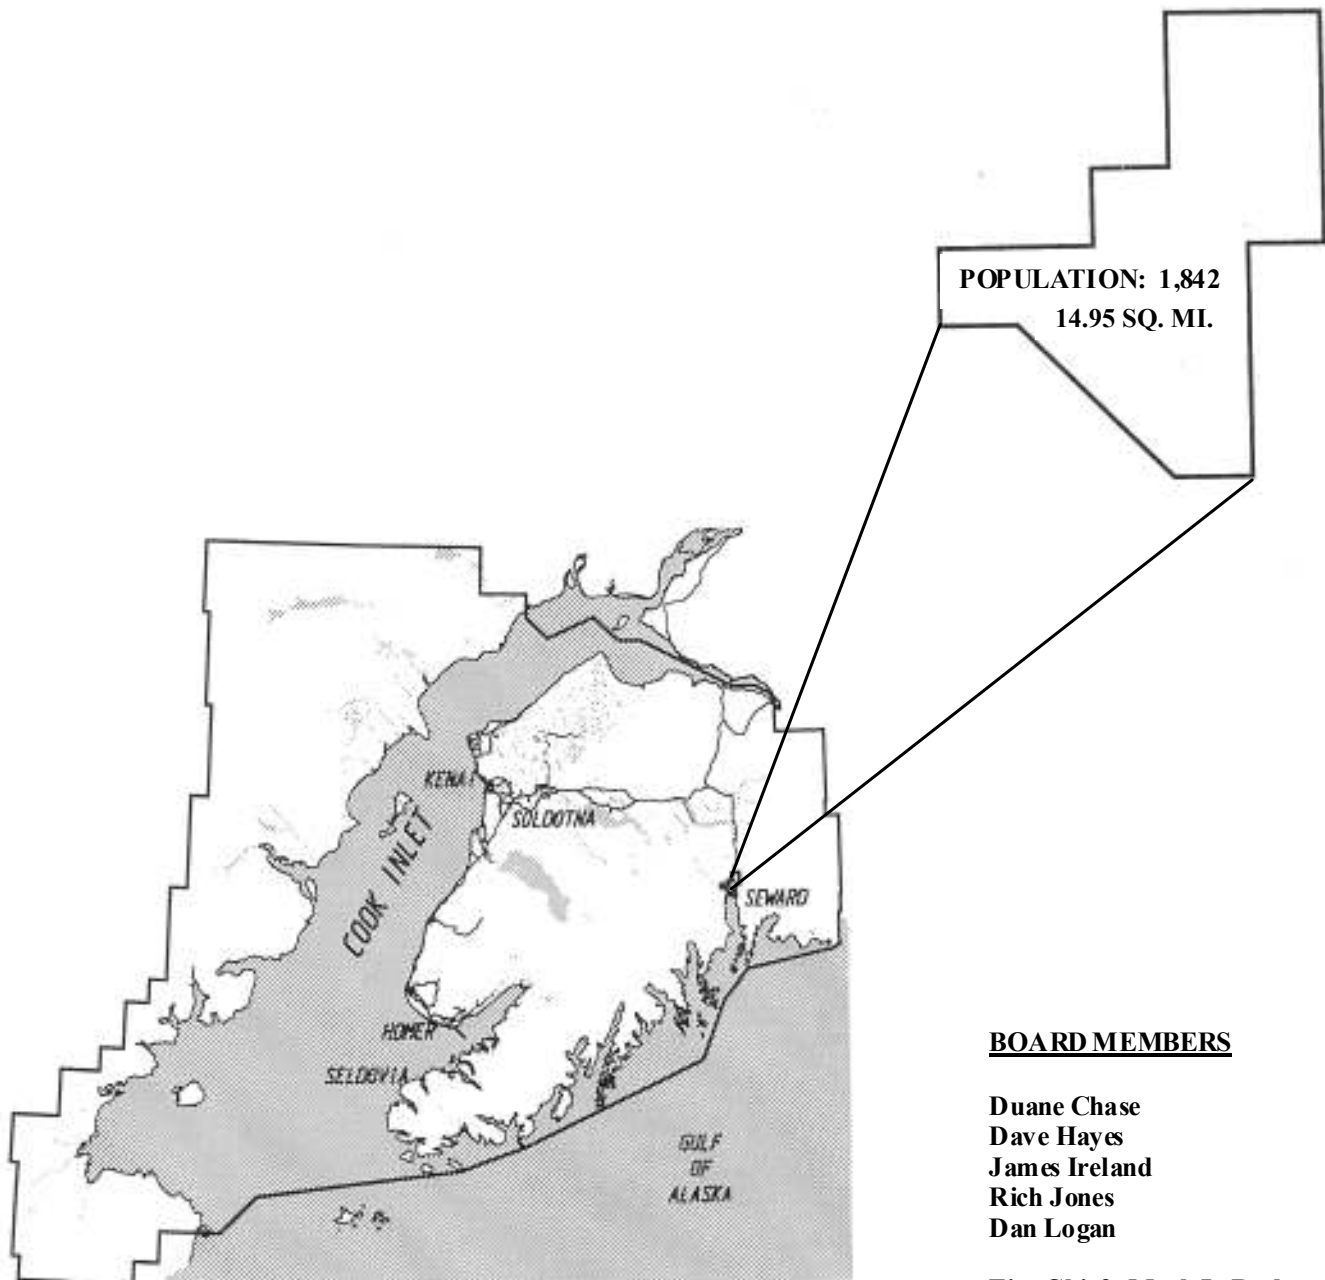 POPULATION: 1,842
14.95 SQ. MI.
KENAI
SOLDOTNA
COOK INLET
SEWARD
HOMER
SELDOVIA
GULF
OF
ALASKA
BOARD MEMBERS
Duane Chase
Dave Hayes
James Ireland
Rich Jones
Dan Logan